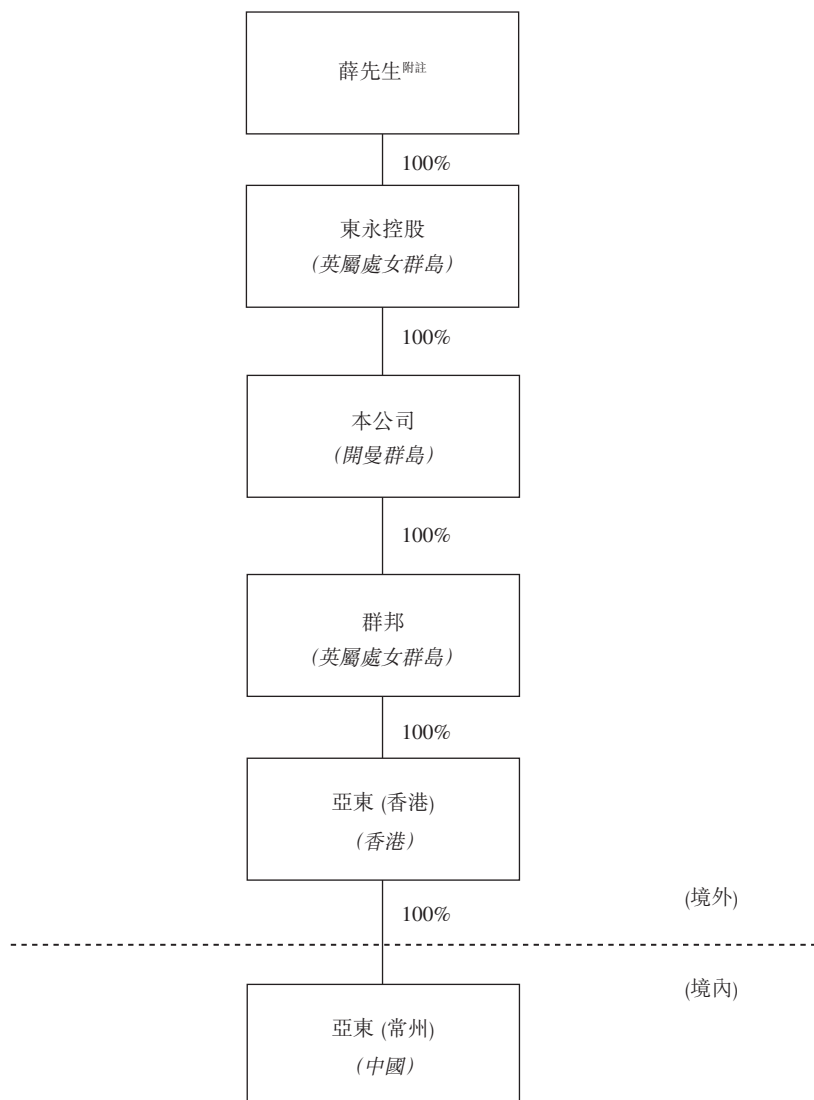 薛先生附註
100%
東永控股
(英屬處女群島)
100%
本公司
(開曼群島)
100%
群邦
(英屬處女群島)
100%
亞東 (香港)
(香港)
100%
(境外)
(境內)
亞東 (常州)
(中國)